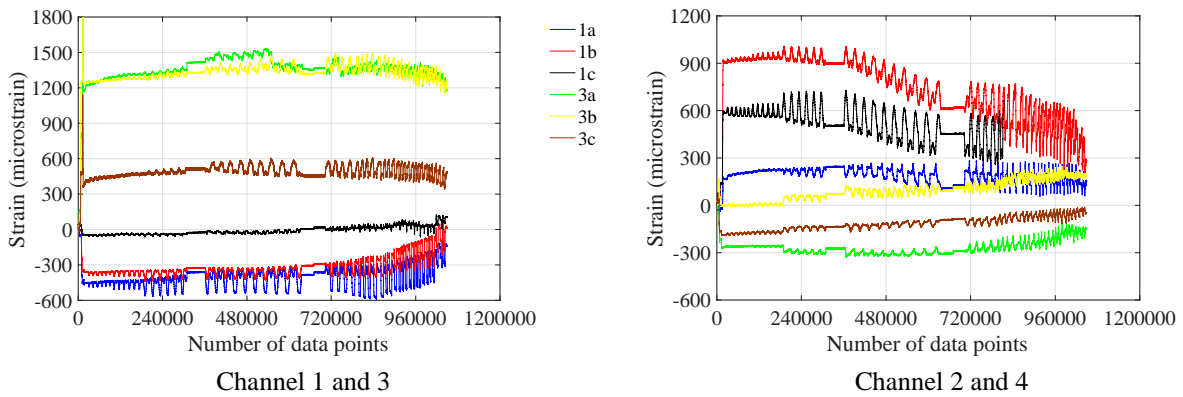 1800
1500
1200
900
600
300
0
-300
-600
Strain (microstrain)
0 240000 480000 720000 960000 1200000
Number of data points
Channel 1 and 3
1a
1b
1c
3a
3b
3c
1200
900
600
300
0
-300
-600
Strain (microstrain)
0 240000 480000 720000 960000 1200000
Number of data points
Channel 2 and 4